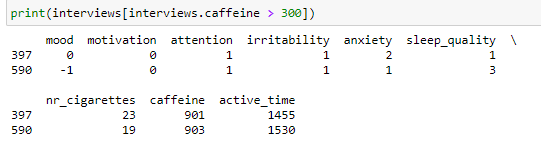 print(interviews[interviews.caffeine > 300])
mood motivation attention irritability anxiety sleep_quality \
397 0 0 1 1 2 1
590 -1 0 1 1 1 3
nr_cigarettes caffeine active_time
397 23 901 1455
590 19 903 1530